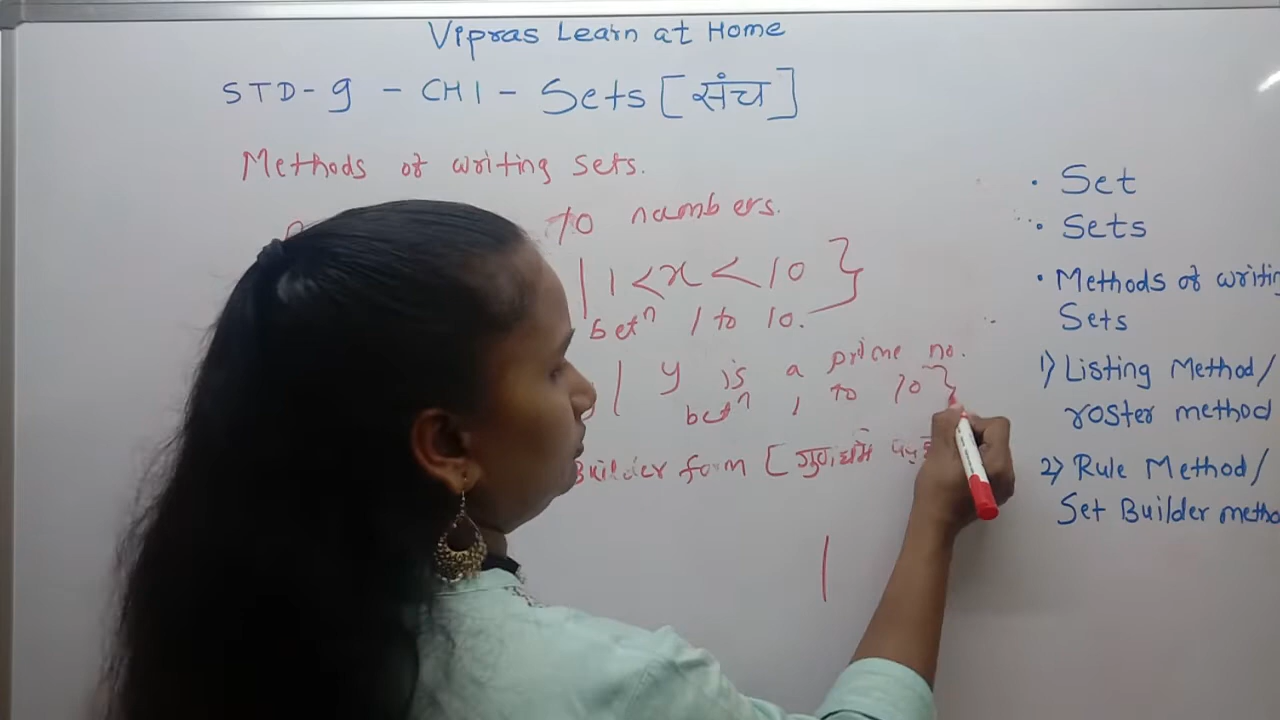 Vipras Learn at Home
STD-9 - CH1 - Sets [संच]
Methods of writing Sets.
10 numbers.
| 1 < x < 10 }
betⁿ 1 to 10.
| y is a prime no.
betⁿ 1 to 10 }
Builder form [गुणधर्म
|
• Set
• Sets
• Methods of writin
Sets
1) Listing Method/
roster method
2) Rule Method/
Set Builder metho